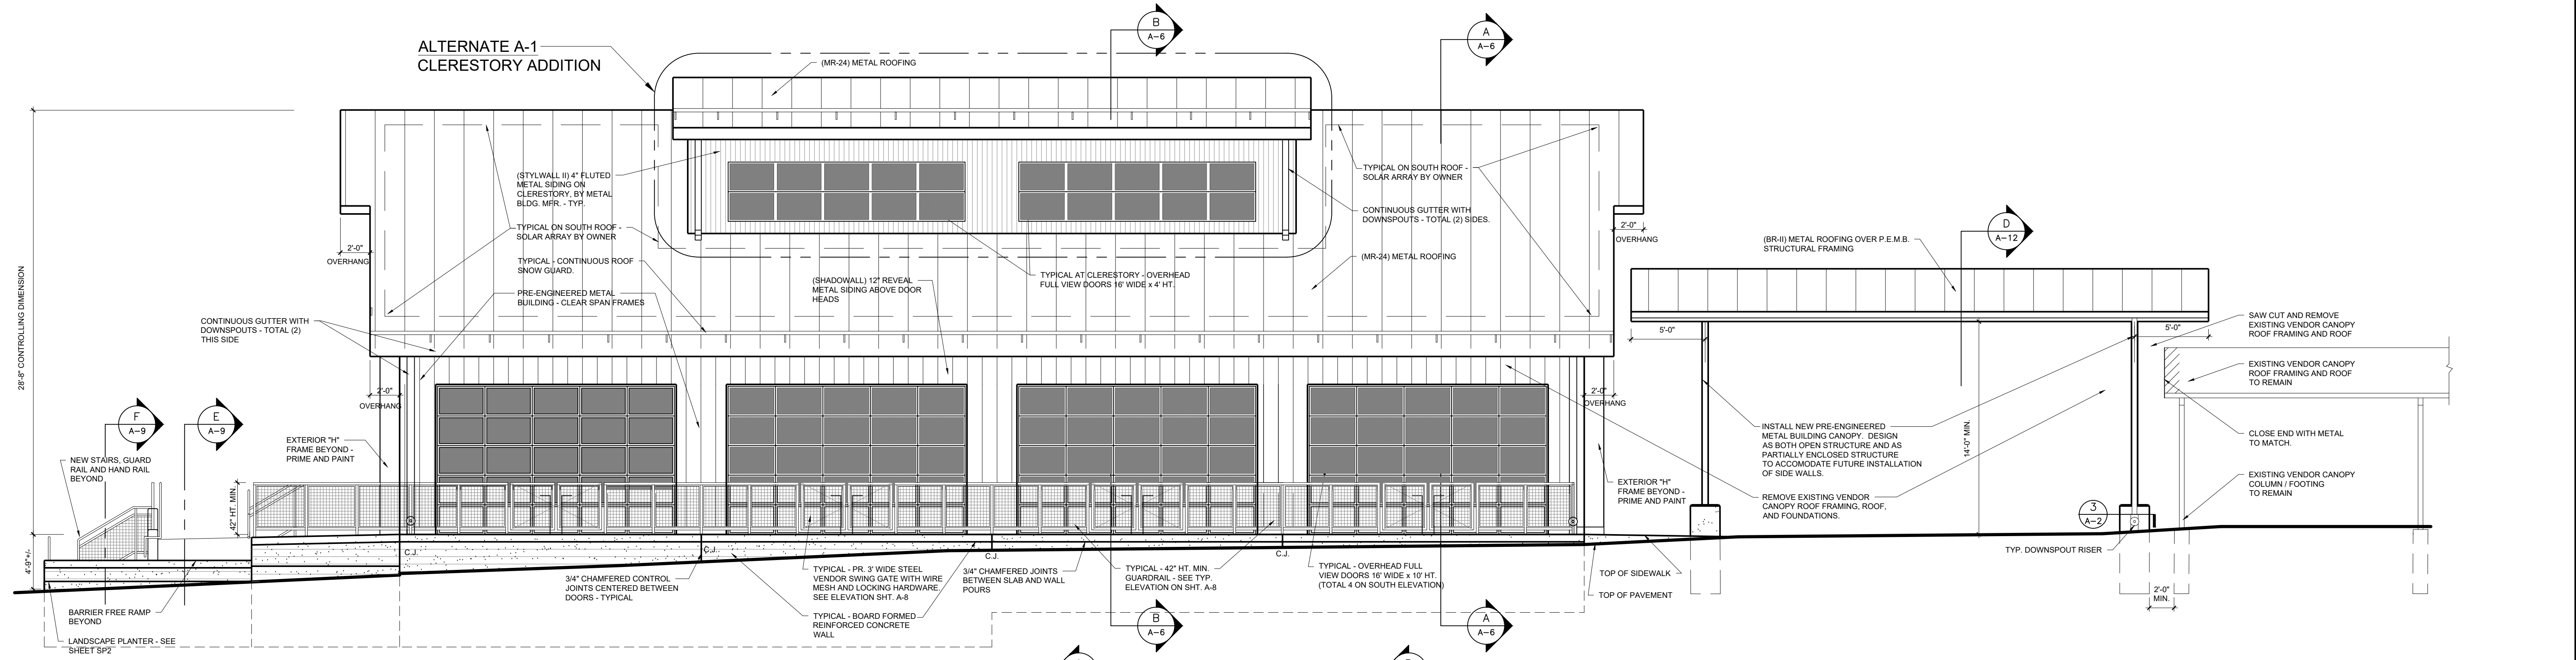 ALTERNATE A-1
CLERESTORY ADDITION
(MR-24) METAL ROOFING
B
A-6
A
A-6
(STYLWALL II) 4" FLUTED
METAL SIDING ON
CLERESTORY, BY METAL
BLDG. MFR. - TYP.
TYPICAL ON SOUTH ROOF -
SOLAR ARRAY BY OWNER
TYPICAL - CONTINUOUS ROOF
SNOW GUARD.
PRE-ENGINEERED METAL
BUILDING - CLEAR SPAN FRAMES
(SHADOWALL) 12" REVEAL
METAL SIDING ABOVE DOOR
HEADS
TYPICAL AT CLERESTORY - OVERHEAD
FULL VIEW DOORS 16' WIDE x 4' HT.
TYPICAL ON SOUTH ROOF -
SOLAR ARRAY BY OWNER
CONTINUOUS GUTTER WITH
DOWNSPOUTS - TOTAL (2) SIDES.
(MR-24) METAL ROOFING
2'-0"
OVERHANG
2'-0"
OVERHANG
28'-8" CONTROLLING DIMENSION
CONTINUOUS GUTTER WITH
DOWNSPOUTS - TOTAL (2)
THIS SIDE
2'-0"
OVERHANG
2'-0"
OVERHANG
(BR-II) METAL ROOFING OVER P.E.M.B.
STRUCTURAL FRAMING
D
A-12
5'-0"
5'-0"
SAW CUT AND REMOVE
EXISTING VENDOR CANOPY
ROOF FRAMING AND ROOF
EXISTING VENDOR CANOPY
ROOF FRAMING AND ROOF
TO REMAIN
CLOSE END WITH METAL
TO MATCH.
EXISTING VENDOR CANOPY
COLUMN / FOOTING
TO REMAIN
INSTALL NEW PRE-ENGINEERED
METAL BUILDING CANOPY.  DESIGN
AS BOTH OPEN STRUCTURE AND AS
PARTIALLY ENCLOSED STRUCTURE
TO ACCOMODATE FUTURE INSTALLATION
OF SIDE WALLS.
14'-0" MIN.
REMOVE EXISTING VENDOR
CANOPY ROOF FRAMING, ROOF,
AND FOUNDATIONS.
3
A-2
TYP. DOWNSPOUT RISER
2'-0"
MIN.
F
A-9
E
A-9
EXTERIOR "H"
FRAME BEYOND -
PRIME AND PAINT
NEW STAIRS, GUARD
RAIL AND HAND RAIL
BEYOND
42" HT. MIN.
4'-9"+/-
EXTERIOR "H"
FRAME BEYOND -
PRIME AND PAINT
C.J.
C.J.
C.J.
C.J.
BARRIER FREE RAMP
BEYOND
LANDSCAPE PLANTER - SEE
SHEET SP2
3/4" CHAMFERED CONTROL
JOINTS CENTERED BETWEEN
DOORS - TYPICAL
TYPICAL - PR. 3' WIDE STEEL
VENDOR SWING GATE WITH WIRE
MESH AND LOCKING HARDWARE.
SEE ELEVATION SHT. A-8
TYPICAL - BOARD FORMED
REINFORCED CONCRETE
WALL
3/4" CHAMFERED JOINTS
BETWEEN SLAB AND WALL
POURS
TYPICAL - 42" HT. MIN.
GUARDRAIL - SEE TYP.
ELEVATION ON SHT. A-8
TYPICAL - OVERHEAD FULL
VIEW DOORS 16' WIDE x 10' HT.
(TOTAL 4 ON SOUTH ELEVATION)
TOP OF SIDEWALK
TOP OF PAVEMENT
B
A-6
A
A-6